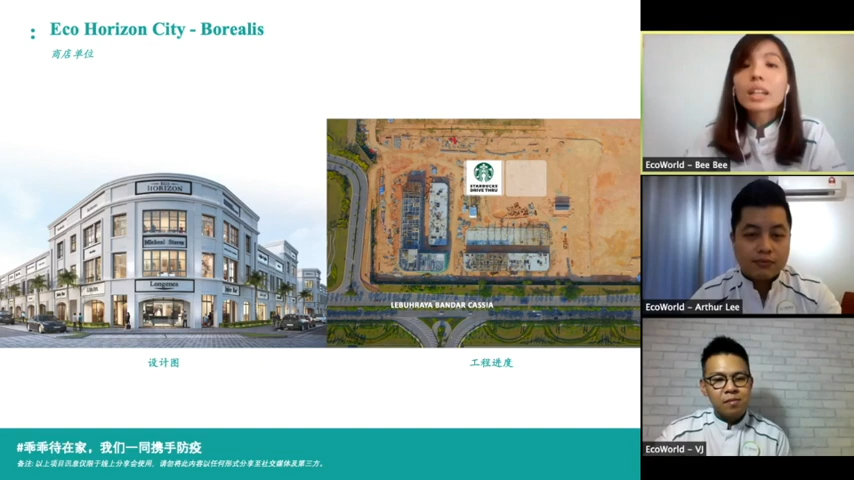 : Eco Horizon City - Borealis
商店单位
ECO
HORIZON
Micheal Stores
Longines
STARBUCKS
DRIVE THRU
LEBUHRAYA BANDAR CASSIA
设计图
工程进度
#乖乖待在家，我们一同携手防疫
备注: 以上项目讯息仅限于线上分享会使用，请勿将此内容以任何形式分享至社交媒体及第三方。
EcoWorld - Bee Bee
EcoWorld - Arthur Lee
EcoWorld - VJ